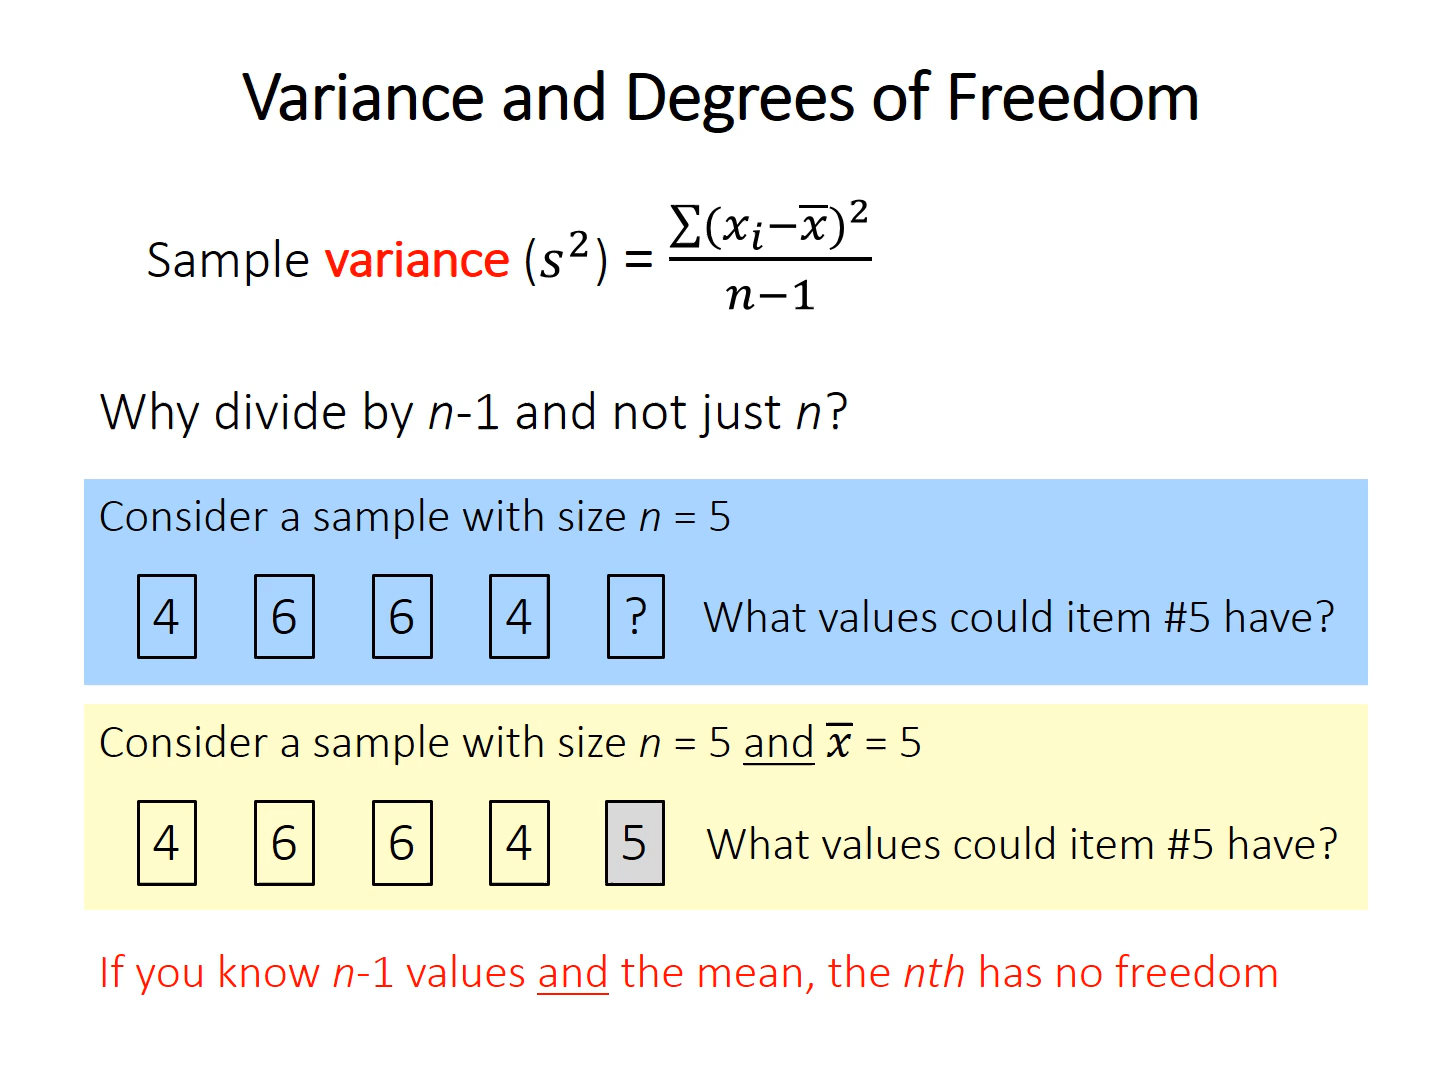 Variance and Degrees of Freedom
Sample variance (s²) = ∑(xᵢ−x̅)² / n−1
Why divide by n-1 and not just n?
Consider a sample with size n = 5
4 6 6 4 ? What values could item #5 have?
Consider a sample with size n = 5 and x̅ = 5
4 6 6 4 5 What values could item #5 have?
If you know n-1 values and the mean, the nth has no freedom